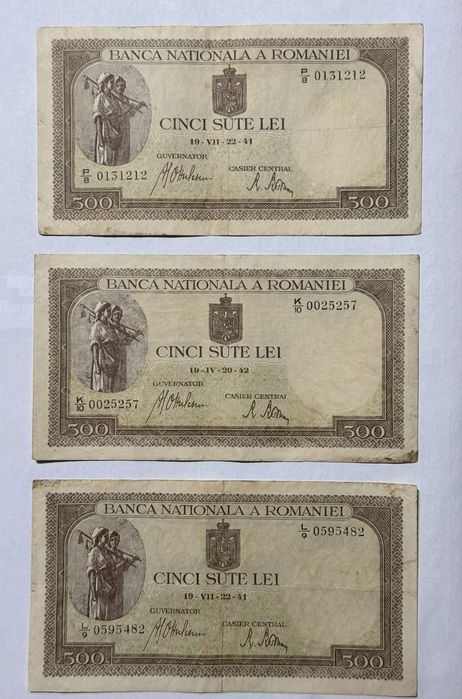 BANCA NATIONALA A ROMANIEI
P/8 0131212
CINCI SUTE LEI
19-VII-22-41
GUVERNATOR CASIER CENTRAL
P/8 0131212
500 500
BANCA NATIONALA A ROMANIEI
K/10 0025257
CINCI SUTE LEI
19-IV-20-42
GUVERNATOR CASIER CENTRAL
K/10 0025257
500 500
BANCA NATIONALA A ROMANIEI
L/9 0595482
CINCI SUTE LEI
19-VII-22-41
GUVERNATOR CASIER CENTRAL
L/9 0595482
500 500